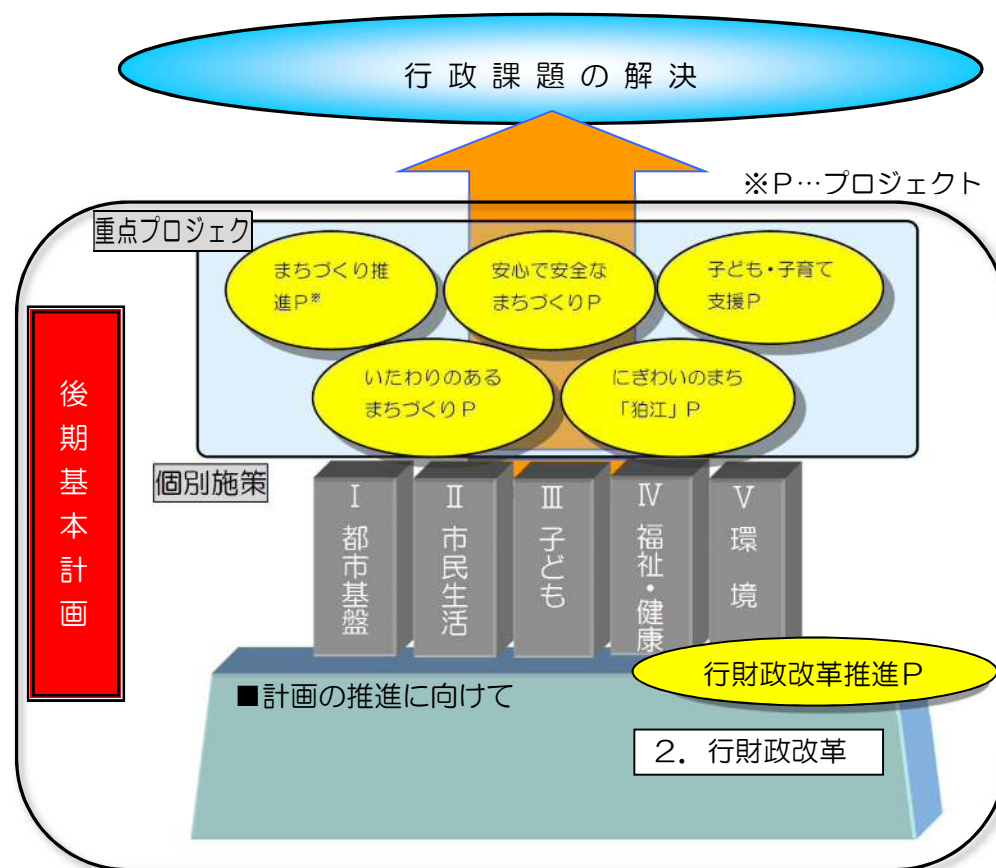 行政課題の解決
※P…プロジェクト
重点プロジェク
まちづくり推
進P※
安心で安全な
まちづくりP
子ども・子育て
支援P
いたわりのある
まちづくりP
にぎわいのまち
「狛江」P
後期基本計画
個別施策
Ⅰ 都市基盤
Ⅱ 市民生活
Ⅲ 子ども
Ⅳ 福祉・健康
Ⅴ 環境
行財政改革推進P
■計画の推進に向けて
2．行財政改革